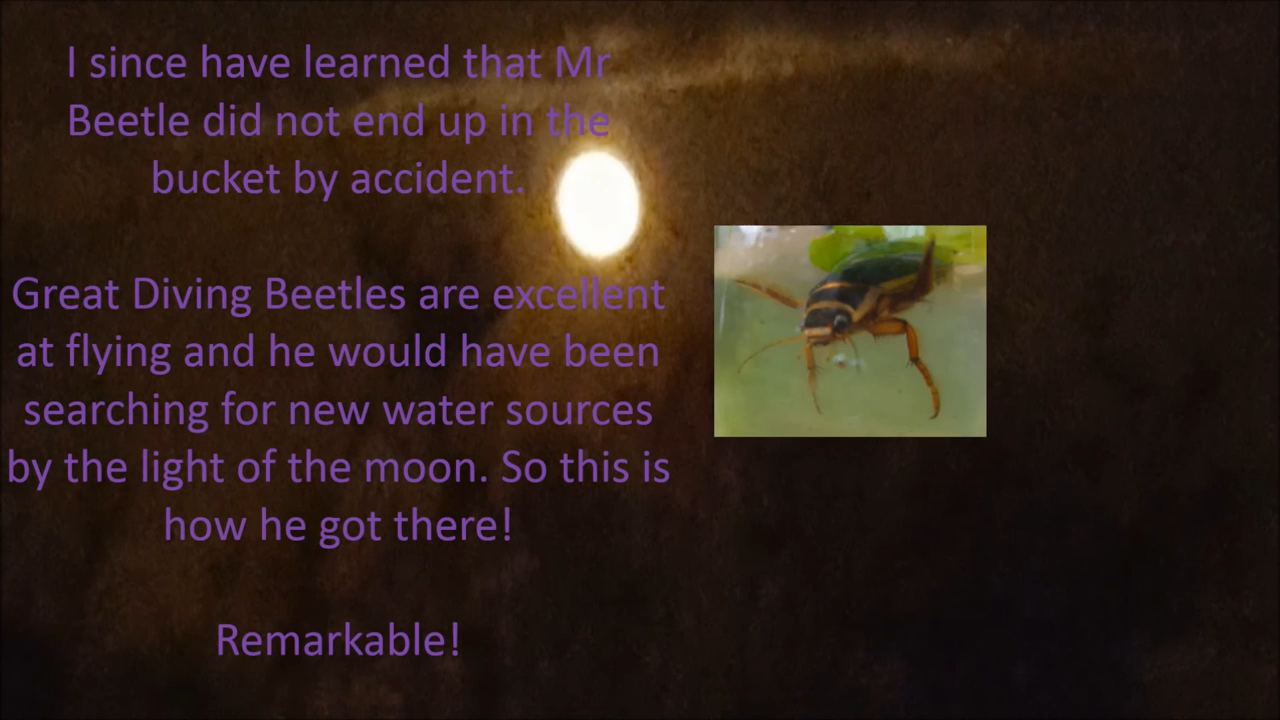 I since have learned that Mr
Beetle did not end up in the
bucket by accident.
Great Diving Beetles are excellent
at flying and he would have been
searching for new water sources
by the light of the moon. So this is
how he got there!
Remarkable!